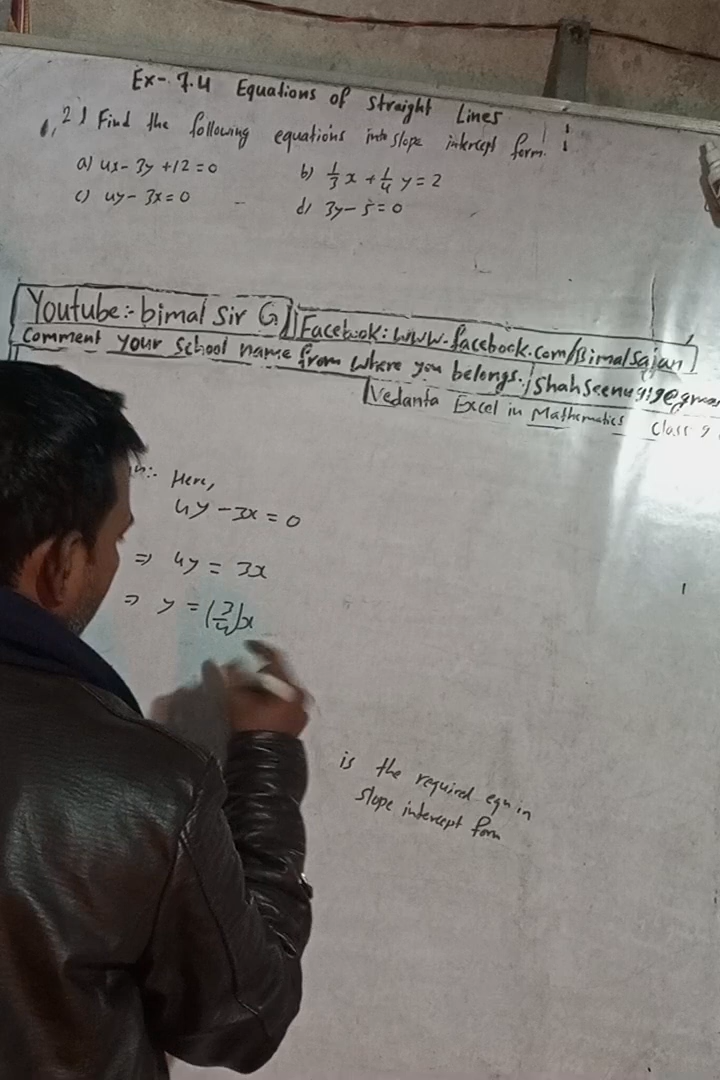 Ex- 7.4 Equations of Straight Lines
2) Find the following equations into slope intercept form.
a) 4x - 3y + 12 = 0
b) 1/3 x + 1/4 y = 2
c) 4y - 3x = 0
d) 3y - 5 = 0
Youtube:- bimal Sir G
Facebook: www.facebook.com/Bimalsajan
Comment your School name from where you belongs.
Vedanta Excel in Mathematics Class 9
Here,
4y - 3x = 0
⇒ 4y = 3x
⇒ y = (3/4)x
is the required eqn in
slope intercept form